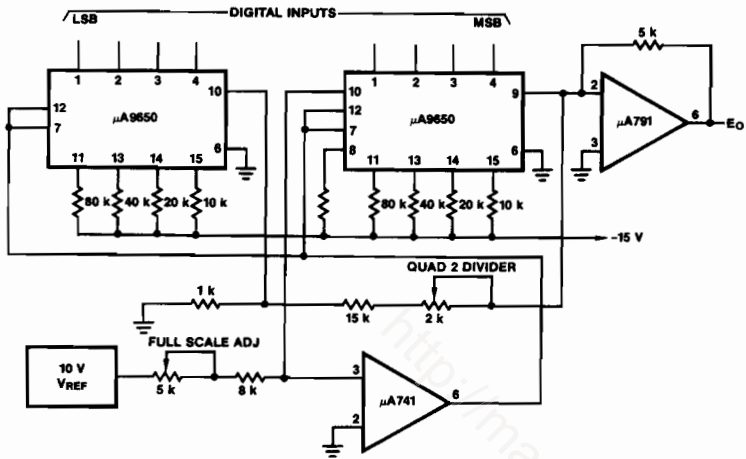 DIGITAL INPUTS
LSB
MSB
1 2 3 4
12
7
µA9650
10
6
11 13 14 15
80 k 40 k 20 k 10 k
1 2 3 4
10
12
7
8
µA9650
9
6
11 13 14 15
80 k 40 k 20 k 10 k
5 k
2
3
µA791
6
EO
-15 V
QUAD 2 DIVIDER
1 k
15 k
2 k
FULL SCALE ADJ
10 V
VREF
5 k
8 k
3
2
µA741
6
http://ma